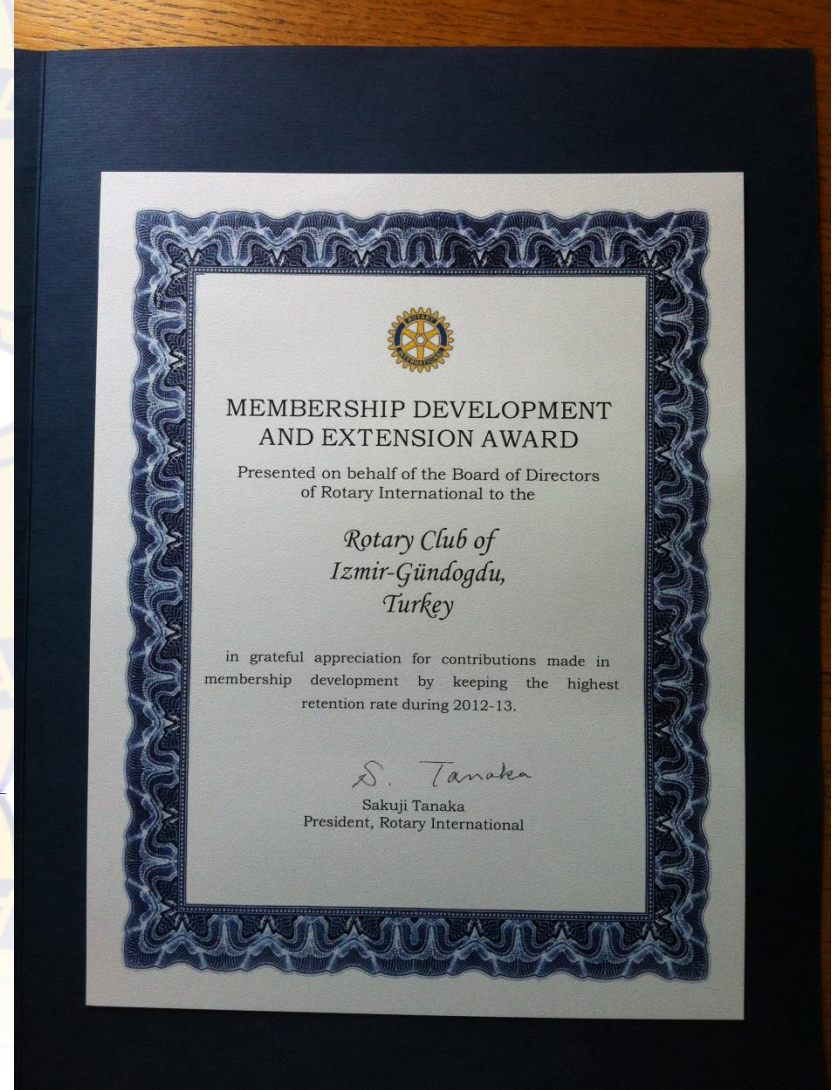 ROTARY
INTERNATIONAL
MEMBERSHIP DEVELOPMENT
AND EXTENSION AWARD
Presented on behalf of the Board of Directors
of Rotary International to the
Rotary Club of
Izmir-Gündogdu,
Turkey
in grateful appreciation for contributions made in
membership development by keeping the highest
retention rate during 2012-13.
S. Tanaka
Sakuji Tanaka
President, Rotary International